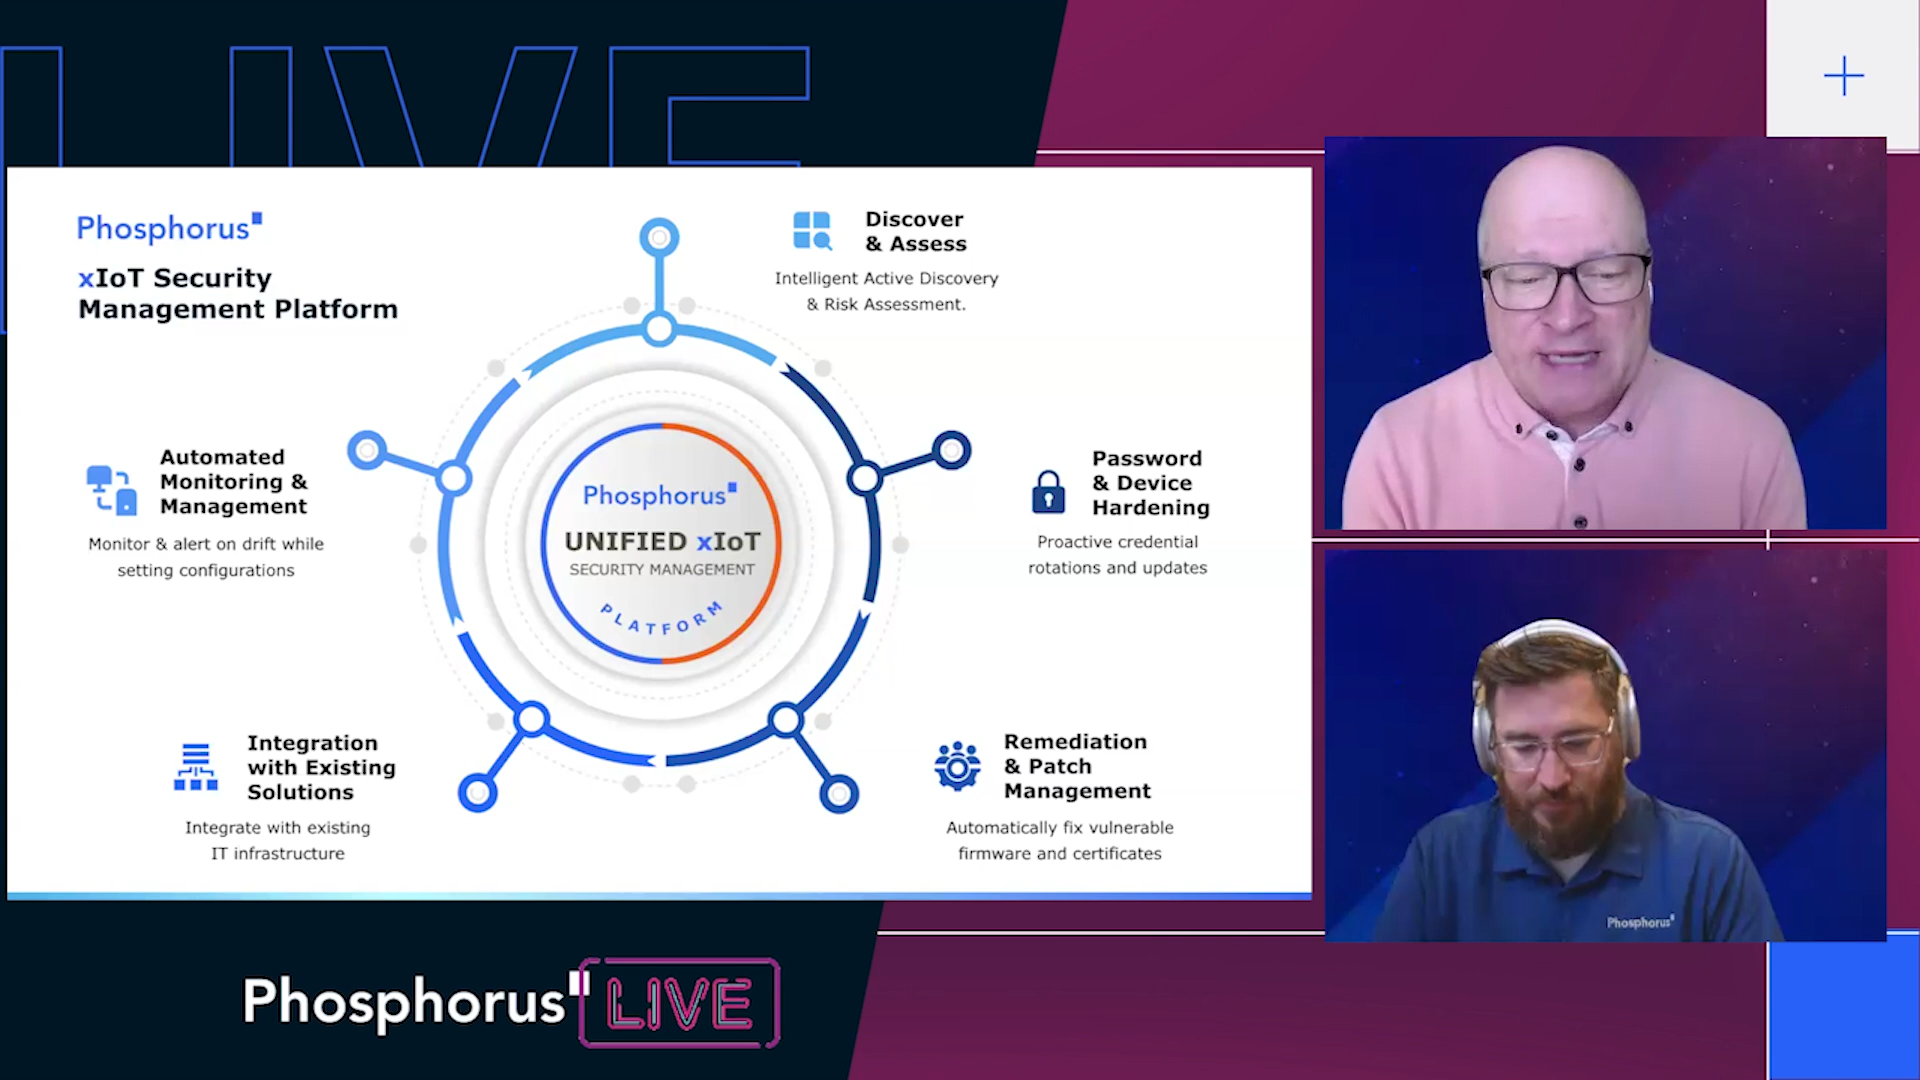 LIVE
Phosphorus
xIoT Security
Management Platform
Discover
& Assess
Intelligent Active Discovery
& Risk Assessment.
Password
& Device
Hardening
Proactive credential
rotations and updates
Remediation
& Patch
Management
Automatically fix vulnerable
firmware and certificates
Integration
with Existing
Solutions
Integrate with existing
IT infrastructure
Automated
Monitoring &
Management
Monitor & alert on drift while
setting configurations
Phosphorus
UNIFIED xIoT
SECURITY MANAGEMENT
PLATFORM
Phosphorus
Phosphorus LIVE